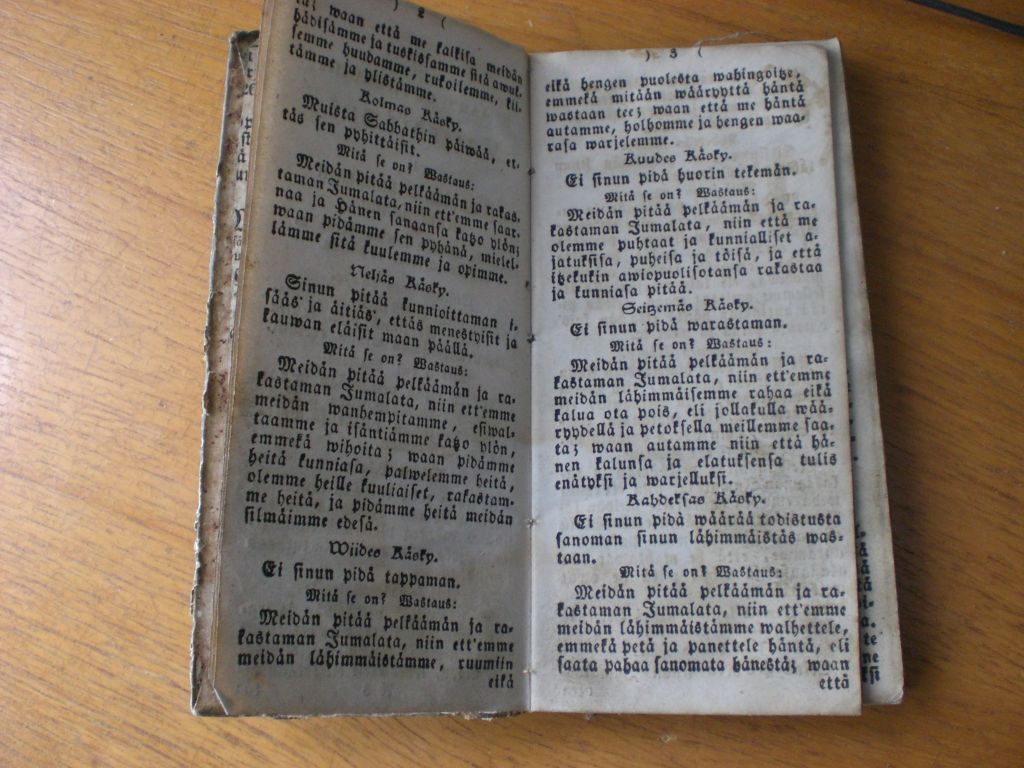 ) 2 (
waan että me kaikisa meidän
hädisämme ja tuskisamme sitä awuk-
semme huudamme, rukoilemme, kii-
tämme ja ylistämme.
Kolmas Käsky.
Muista Sabbathin päiwää, et-
täs sen pyhittäisit.
Mitä se on? Wastaus:
Meidän pitää pelkäämän ja rakas-
taman Jumalata, niin ett'emme saar-
naa ja Hänen sanaansa katzo ylön;
waan pidämme sen pyhänä, mielel-
lämme sitä kuulemme ja opimme.
Neljäs Käsky.
Sinun pitää kunnioittaman i-
sääs' ja äitiäs', ettäs menestyisit ja
kauwan eläisit maan päällä.
Mitä se on? Wastaus:
Meidän pitää pelkäämän ja ra-
kastaman Jumalata, niin ett'emme
meidän wanhempitamme, esiwal-
taamme ja isäntiämme katzo ylön,
emmekä wihoita; waan pidämme
heitä kunniasa, palwelemme heitä,
olemme heille kuuliaiset, rakastam-
me heitä, ja pidämme heitä meidän
silmäimme edesä.
Wiides Käsky.
Ei sinun pidä tappaman.
Mitä se on? Wastaus:
Meidän pitää pelkäämän ja ra-
kastaman Jumalata, niin ett'emme
meidän lähimmäistämme, ruumiin
eikä
) 3 (
eikä hengen puolesta wahingoitze,
emmekä mitään wääryyttä häntä
wastaan tee; waan että me häntä
autamme, holhomme ja hengen waa-
rasa warjelemme.
Kuudes Käsky.
Ei sinun pidä huorin tekemän.
Mitä se on? Wastaus:
Meidän pitää pelkäämän ja ra-
kastaman Jumalata, niin että me
olemme puhtaat ja kunnialliset a-
jatuksisa, puheisa ja töisä, ja että
itzekukin awiopuolisotansa rakastaa
ja kunniasa pitää.
Seitzemäs Käsky.
Ei sinun pidä warastaman.
Mitä se on? Wastaus:
Meidän pitää pelkäämän ja ra-
kastaman Jumalata, niin ett'emme
meidän lähimmäisemme rahaa eikä
kalua ota pois, eli jollakulla wää-
ryydellä ja petoksella meillemme saa-
ta; waan autamme niin että hä-
nen kalunsa ja elatuksensa tulis
enätyksi ja warjelluksi.
Kahdeksas Käsky.
Ei sinun pidä wäärää todistusta
sanoman sinun lähimmäistäs was-
taan.
Mitä se on? Wastaus:
Meidän pitää pelkäämän ja ra-
kastaman Jumalata, niin ett'emme
meidän lähimmäistämme walhettele,
emmekä petä ja panettele häntä, eli
saata pahaa sanomata hänestä; waan
että